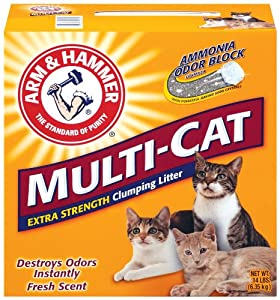 ARM & HAMMER
THE STANDARD OF PURITY
AMMONIA
ODOR BLOCK
MULTI-CAT
EXTRA STRENGTH Clumping Litter
Destroys Odors
Instantly
Fresh Scent
NET WT.
14 LBS.
(6.35 kg)